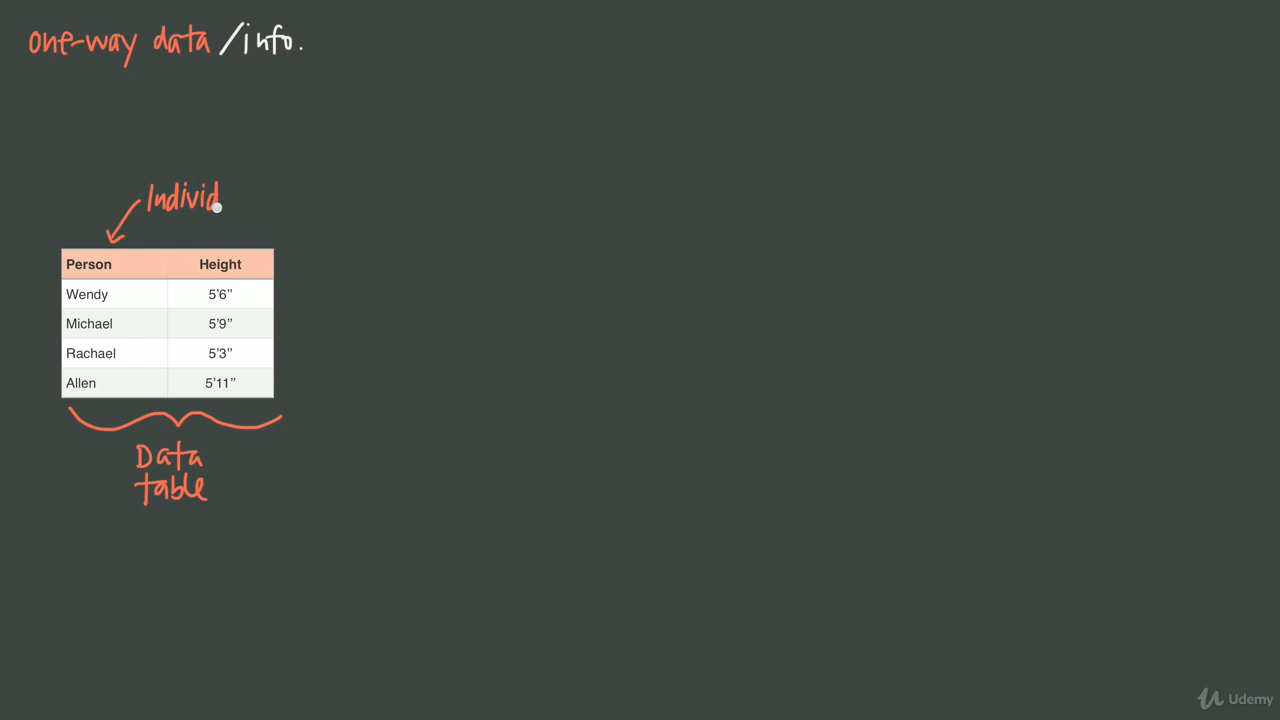 one-way data /info.
Individ
Person Height
Wendy 5'6”
Michael 5'9”
Rachael 5'3”
Allen 5'11”
Data
table
Udemy